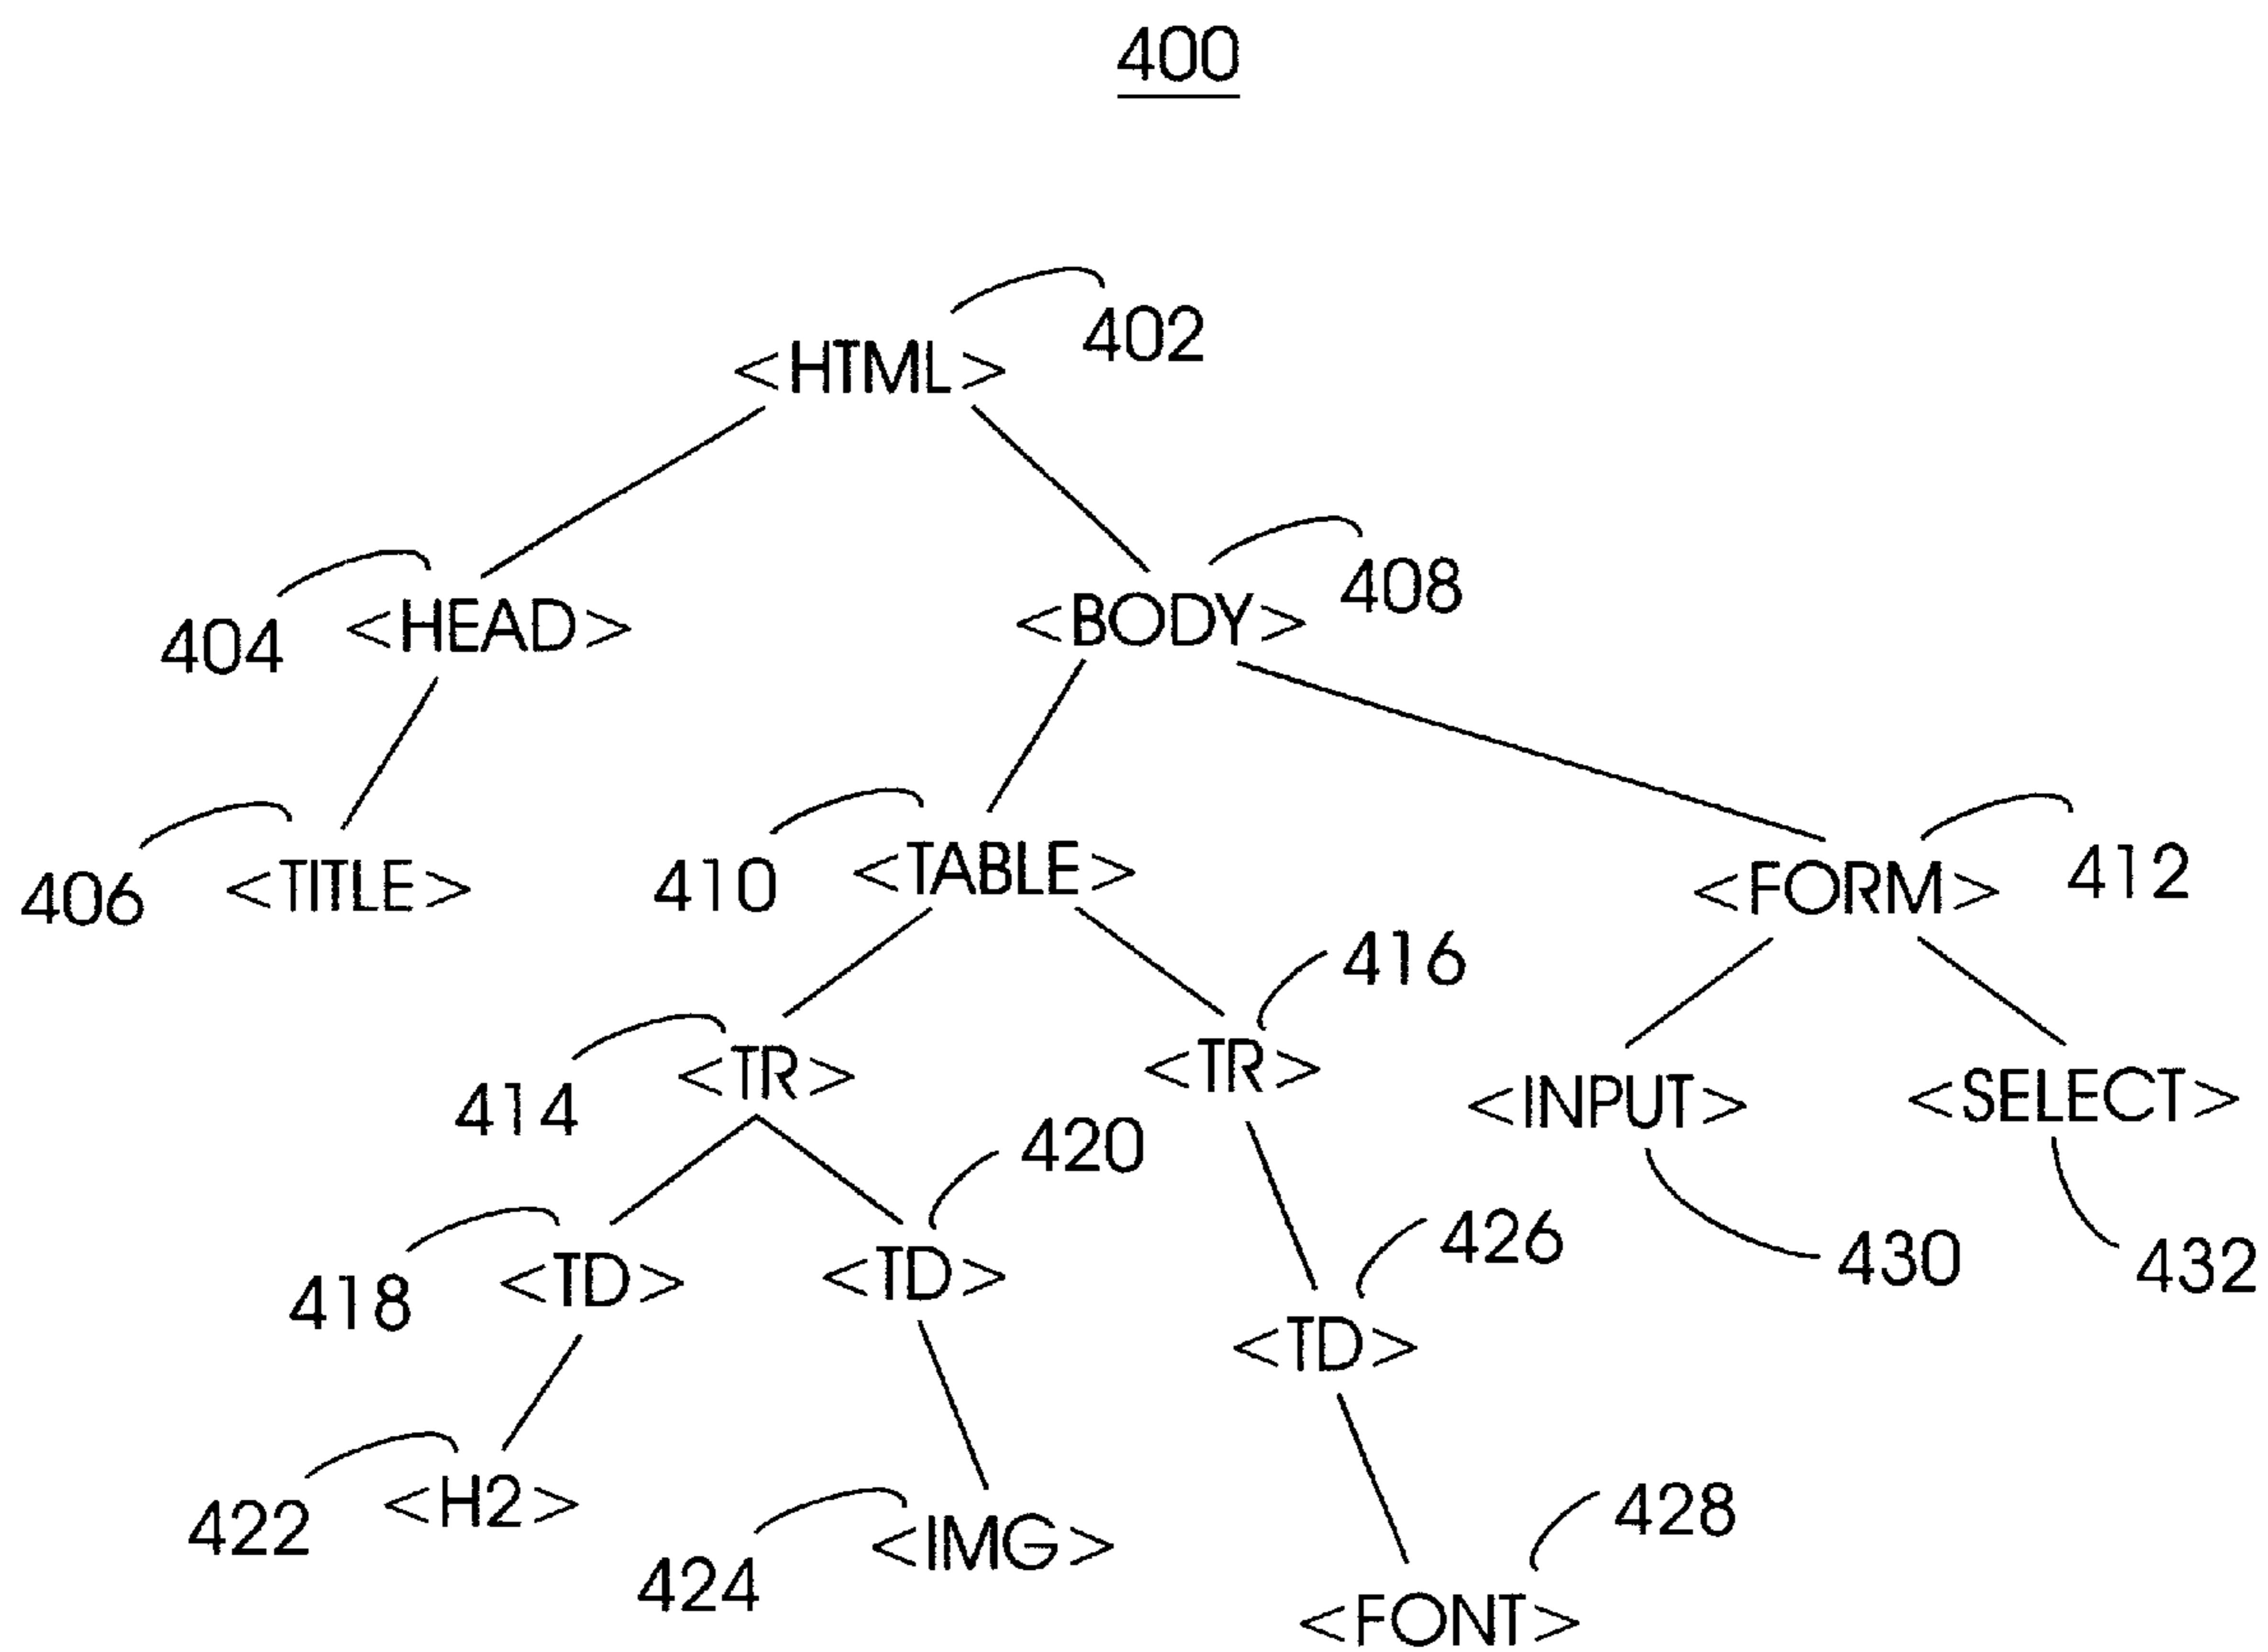 400
402
<HTML>
408
404 <HEAD> <BODY>
406 <TITLE> 410 <TABLE> <FORM> 412
416
414 <TR> <TR> <INPUT> <SELECT>
420
418 <TD> <TD> 426 430 432
<TD>
422 <H2> 424 <IMG> 428
<FONT>